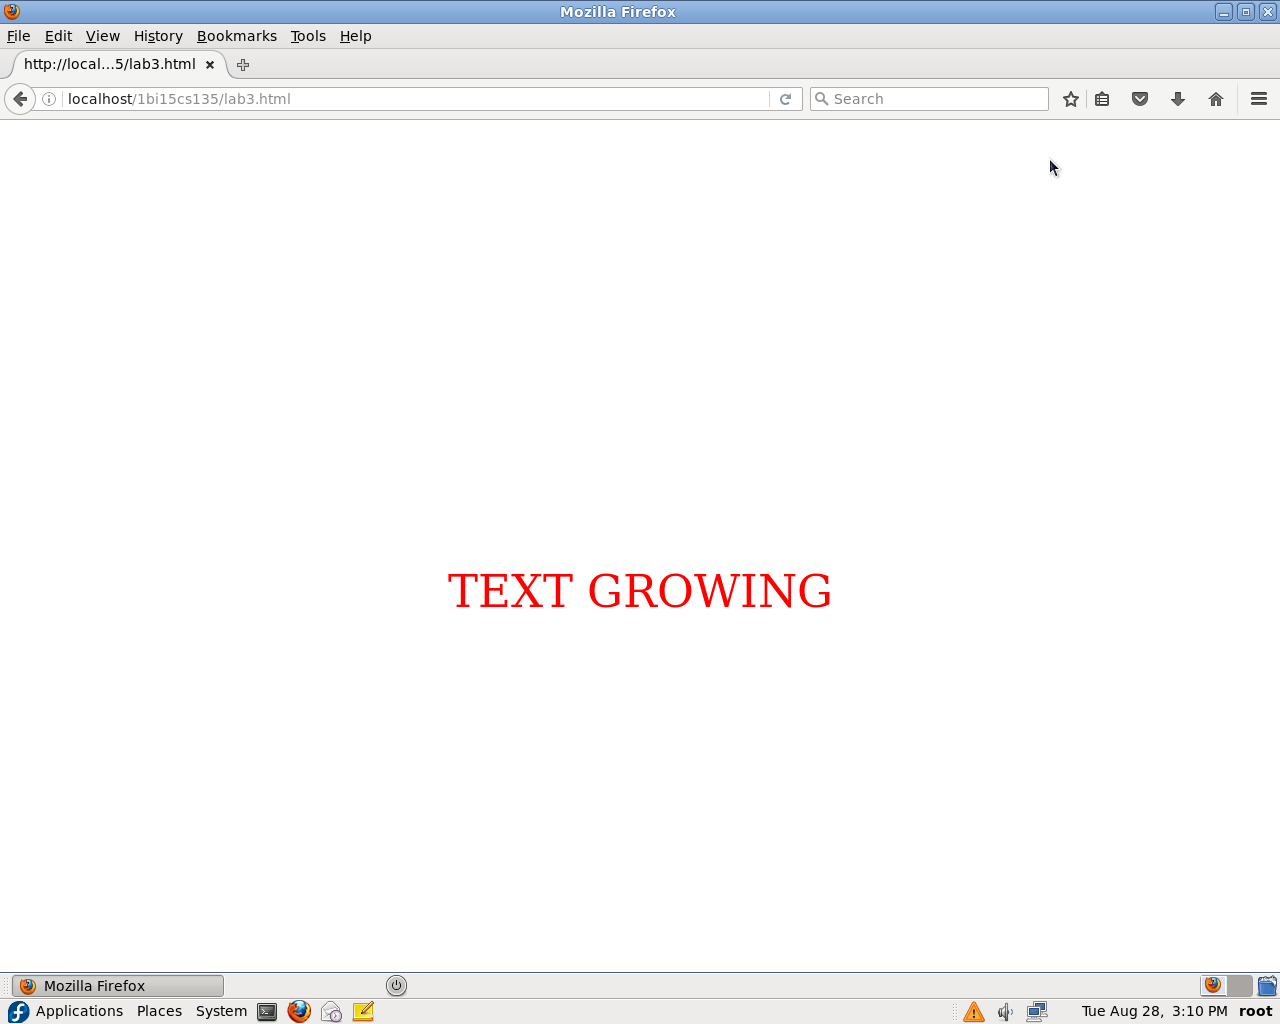 Mozilla Firefox
File Edit View History Bookmarks Tools Help
http://local...5/lab3.html
localhost/1bi15cs135/lab3.html Search
TEXT GROWING
Mozilla Firefox
Applications Places System Tue Aug 28, 3:10 PM root